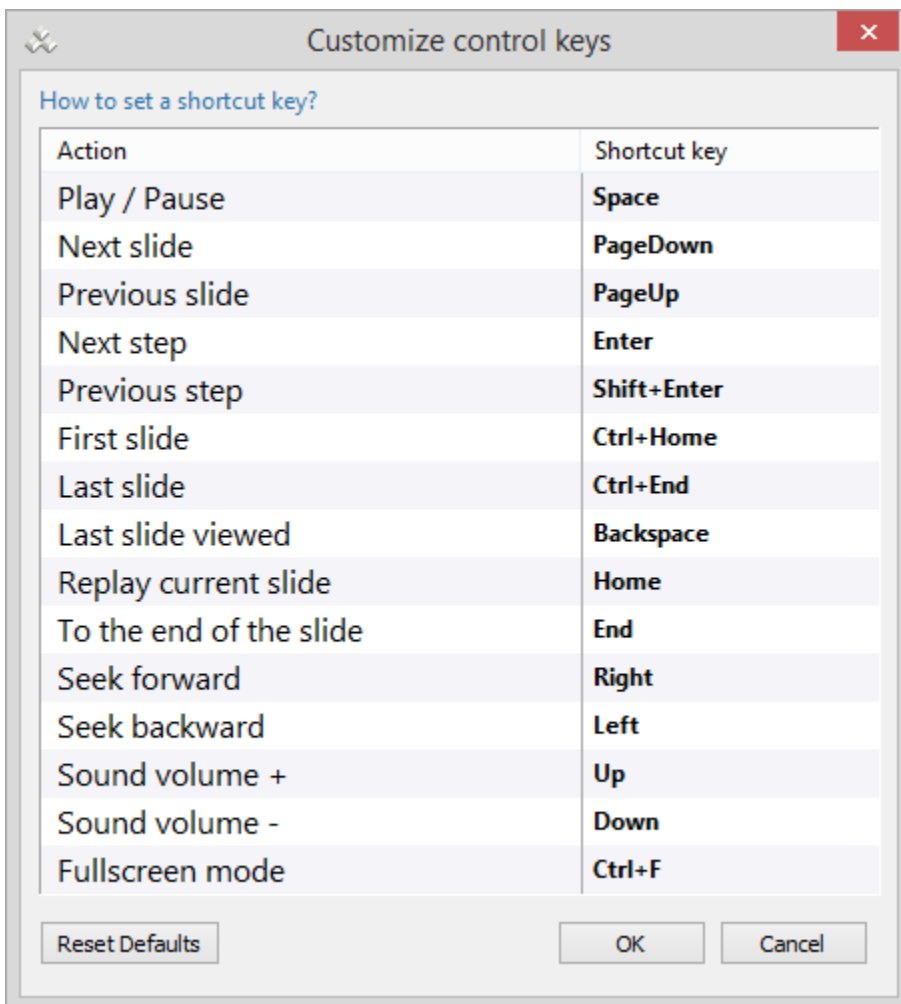 Customize control keys
How to set a shortcut key?
Action Shortcut key
Play / Pause Space
Next slide PageDown
Previous slide PageUp
Next step Enter
Previous step Shift+Enter
First slide Ctrl+Home
Last slide Ctrl+End
Last slide viewed Backspace
Replay current slide Home
To the end of the slide End
Seek forward Right
Seek backward Left
Sound volume + Up
Sound volume - Down
Fullscreen mode Ctrl+F
Reset Defaults OK Cancel